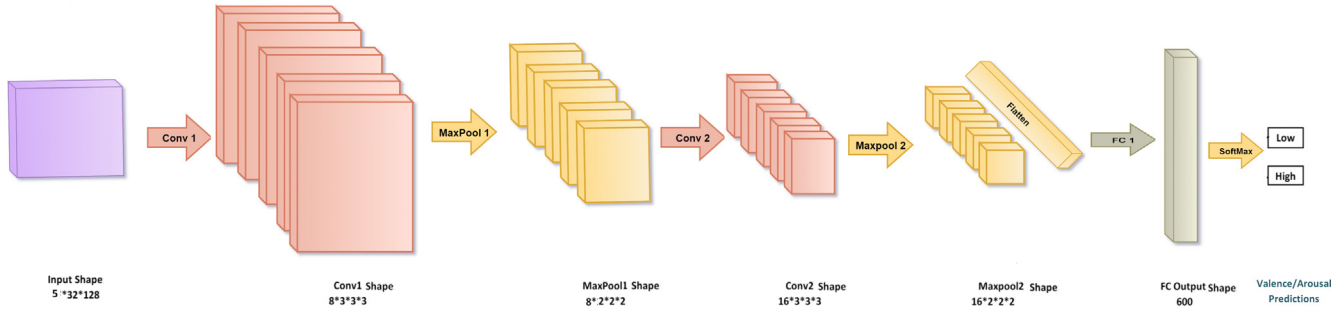 Conv 1
MaxPool 1
Conv 2
Maxpool 2
Flatten
FC 1
SoftMax
Low
High
Input Shape
5 *32*128
Conv1 Shape
8*3*3*3
MaxPool1 Shape
8*2*2*2
Conv2 Shape
16*3*3*3
Maxpool2 Shape
16*2*2*2
FC Output Shape
600
Valence/Arousal
Predictions